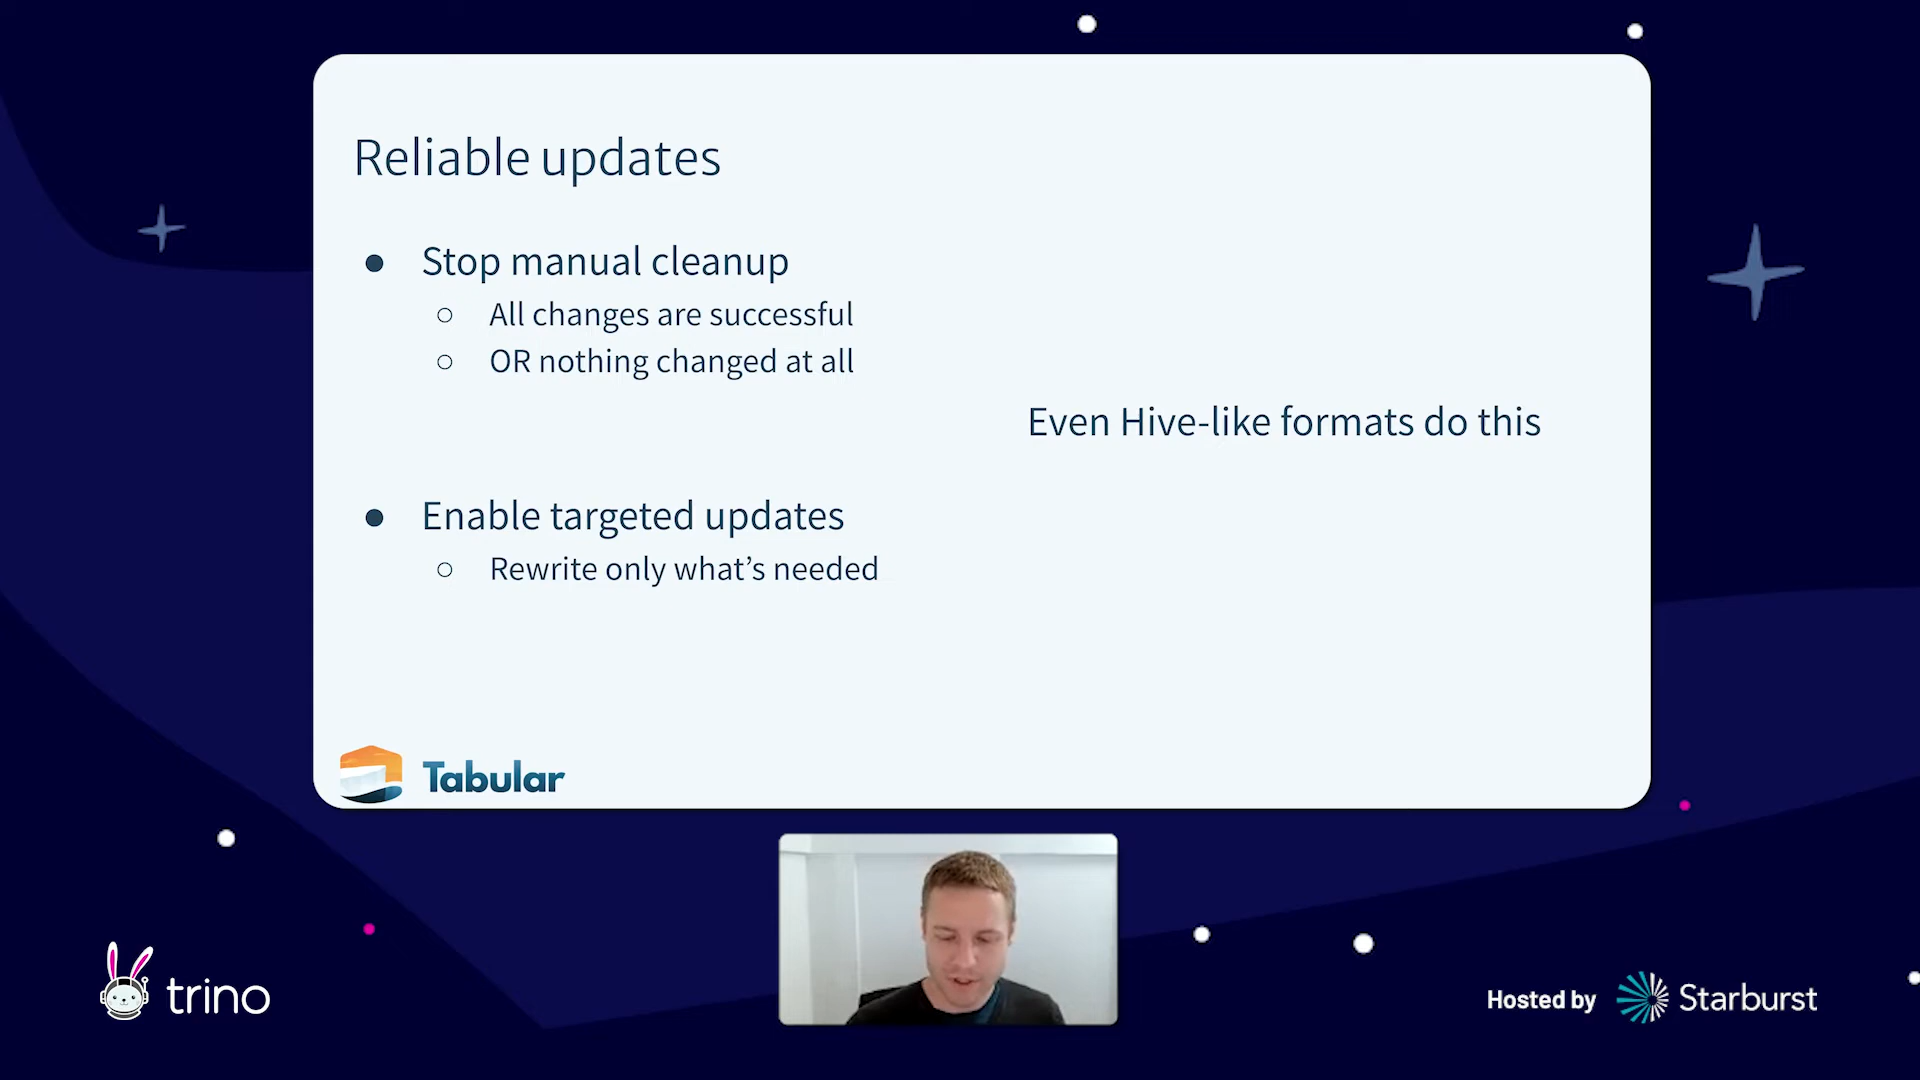 Reliable updates
● Stop manual cleanup
○ All changes are successful
○ OR nothing changed at all
Even Hive-like formats do this
● Enable targeted updates
○ Rewrite only what’s needed
Tabular
trino
Hosted by Starburst